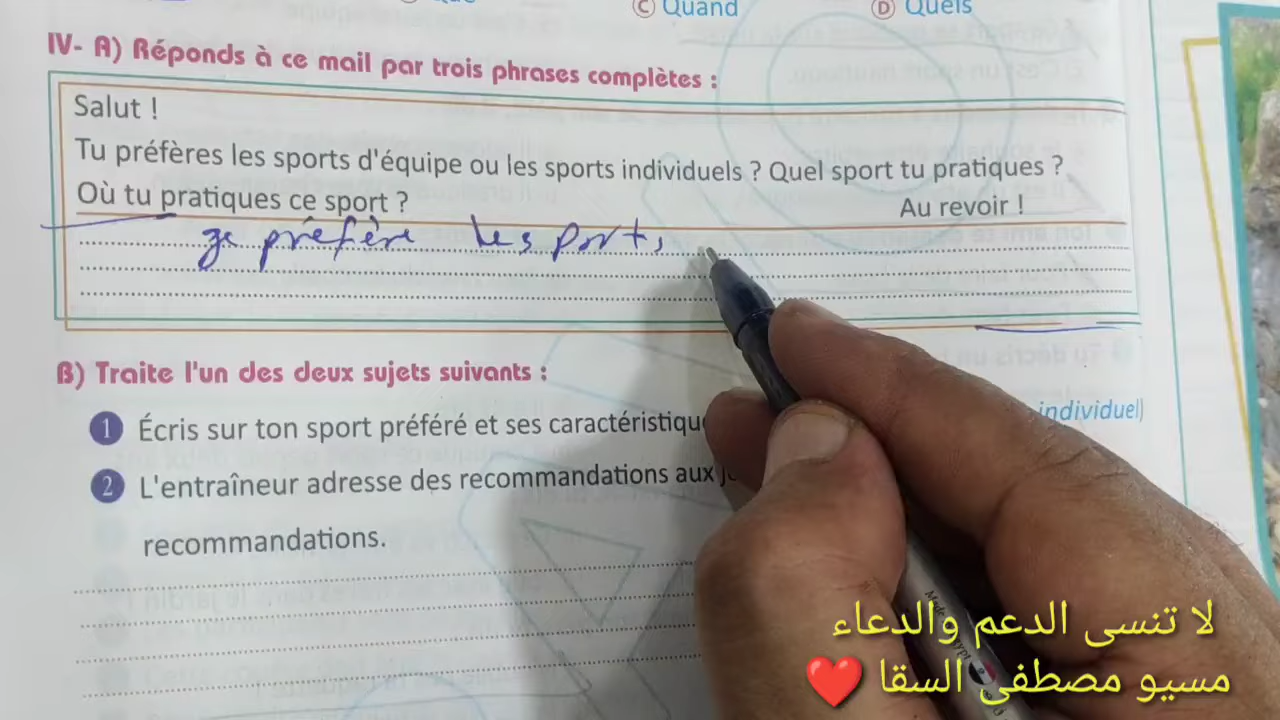 C Quand D Quels
IV- A) Réponds à ce mail par trois phrases complètes :
Salut !
Tu préfères les sports d'équipe ou les sports individuels ? Quel sport tu pratiques ?
Où tu pratiques ce sport ?
Au revoir !
je préfère les ports
B) Traite l'un des deux sujets suivants :
1 Écris sur ton sport préféré et ses
individuel)
2 L'entraîneur adresse des recommandations aux
recommandations.
لا تنسى الدعم والدعاء
مسيو مصطفى السقا ❤️